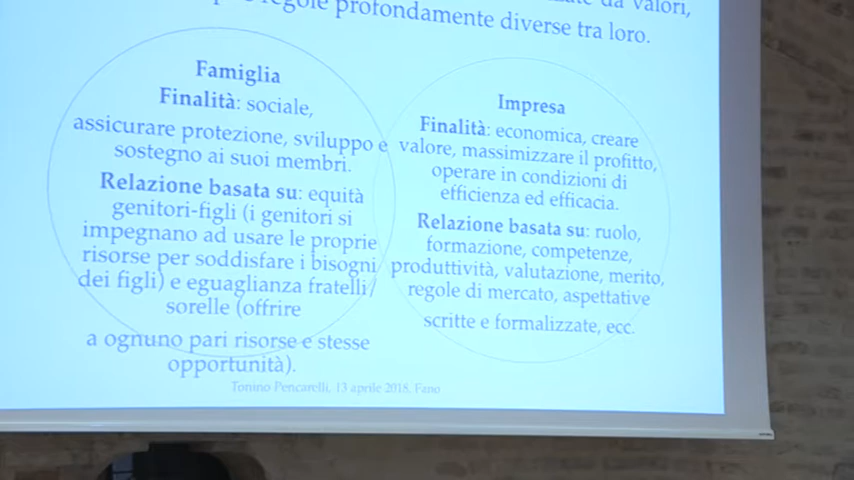 da valori,
regole profondamente diverse tra loro.
Famiglia
Finalità: sociale,
assicurare protezione, sviluppo e
sostegno ai suoi membri.
Relazione basata su: equità
genitori-figli (i genitori si
impegnano ad usare le proprie
risorse per soddisfare i bisogni
dei figli) e eguaglianza fratelli/
sorelle (offrire
a ognuno pari risorse e stesse
opportunità).
Impresa
Finalità: economica, creare
valore, massimizzare il profitto,
operare in condizioni di
efficienza ed efficacia.
Relazione basata su: ruolo,
formazione, competenze,
produttività, valutazione, merito,
regole di mercato, aspettative
scritte e formalizzate, ecc.
Tonino Pencarelli, 13 aprile 2018, Fano